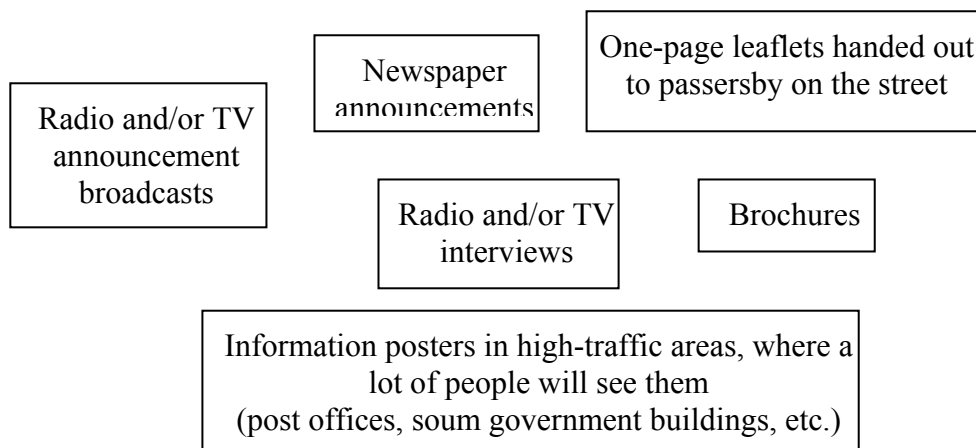 One-page leaflets handed out
to passersby on the street
Newspaper
announcements
Radio and/or TV
announcement
broadcasts
Radio and/or TV
interviews
Brochures
Information posters in high-traffic areas, where a
lot of people will see them
(post offices, soum government buildings, etc.)